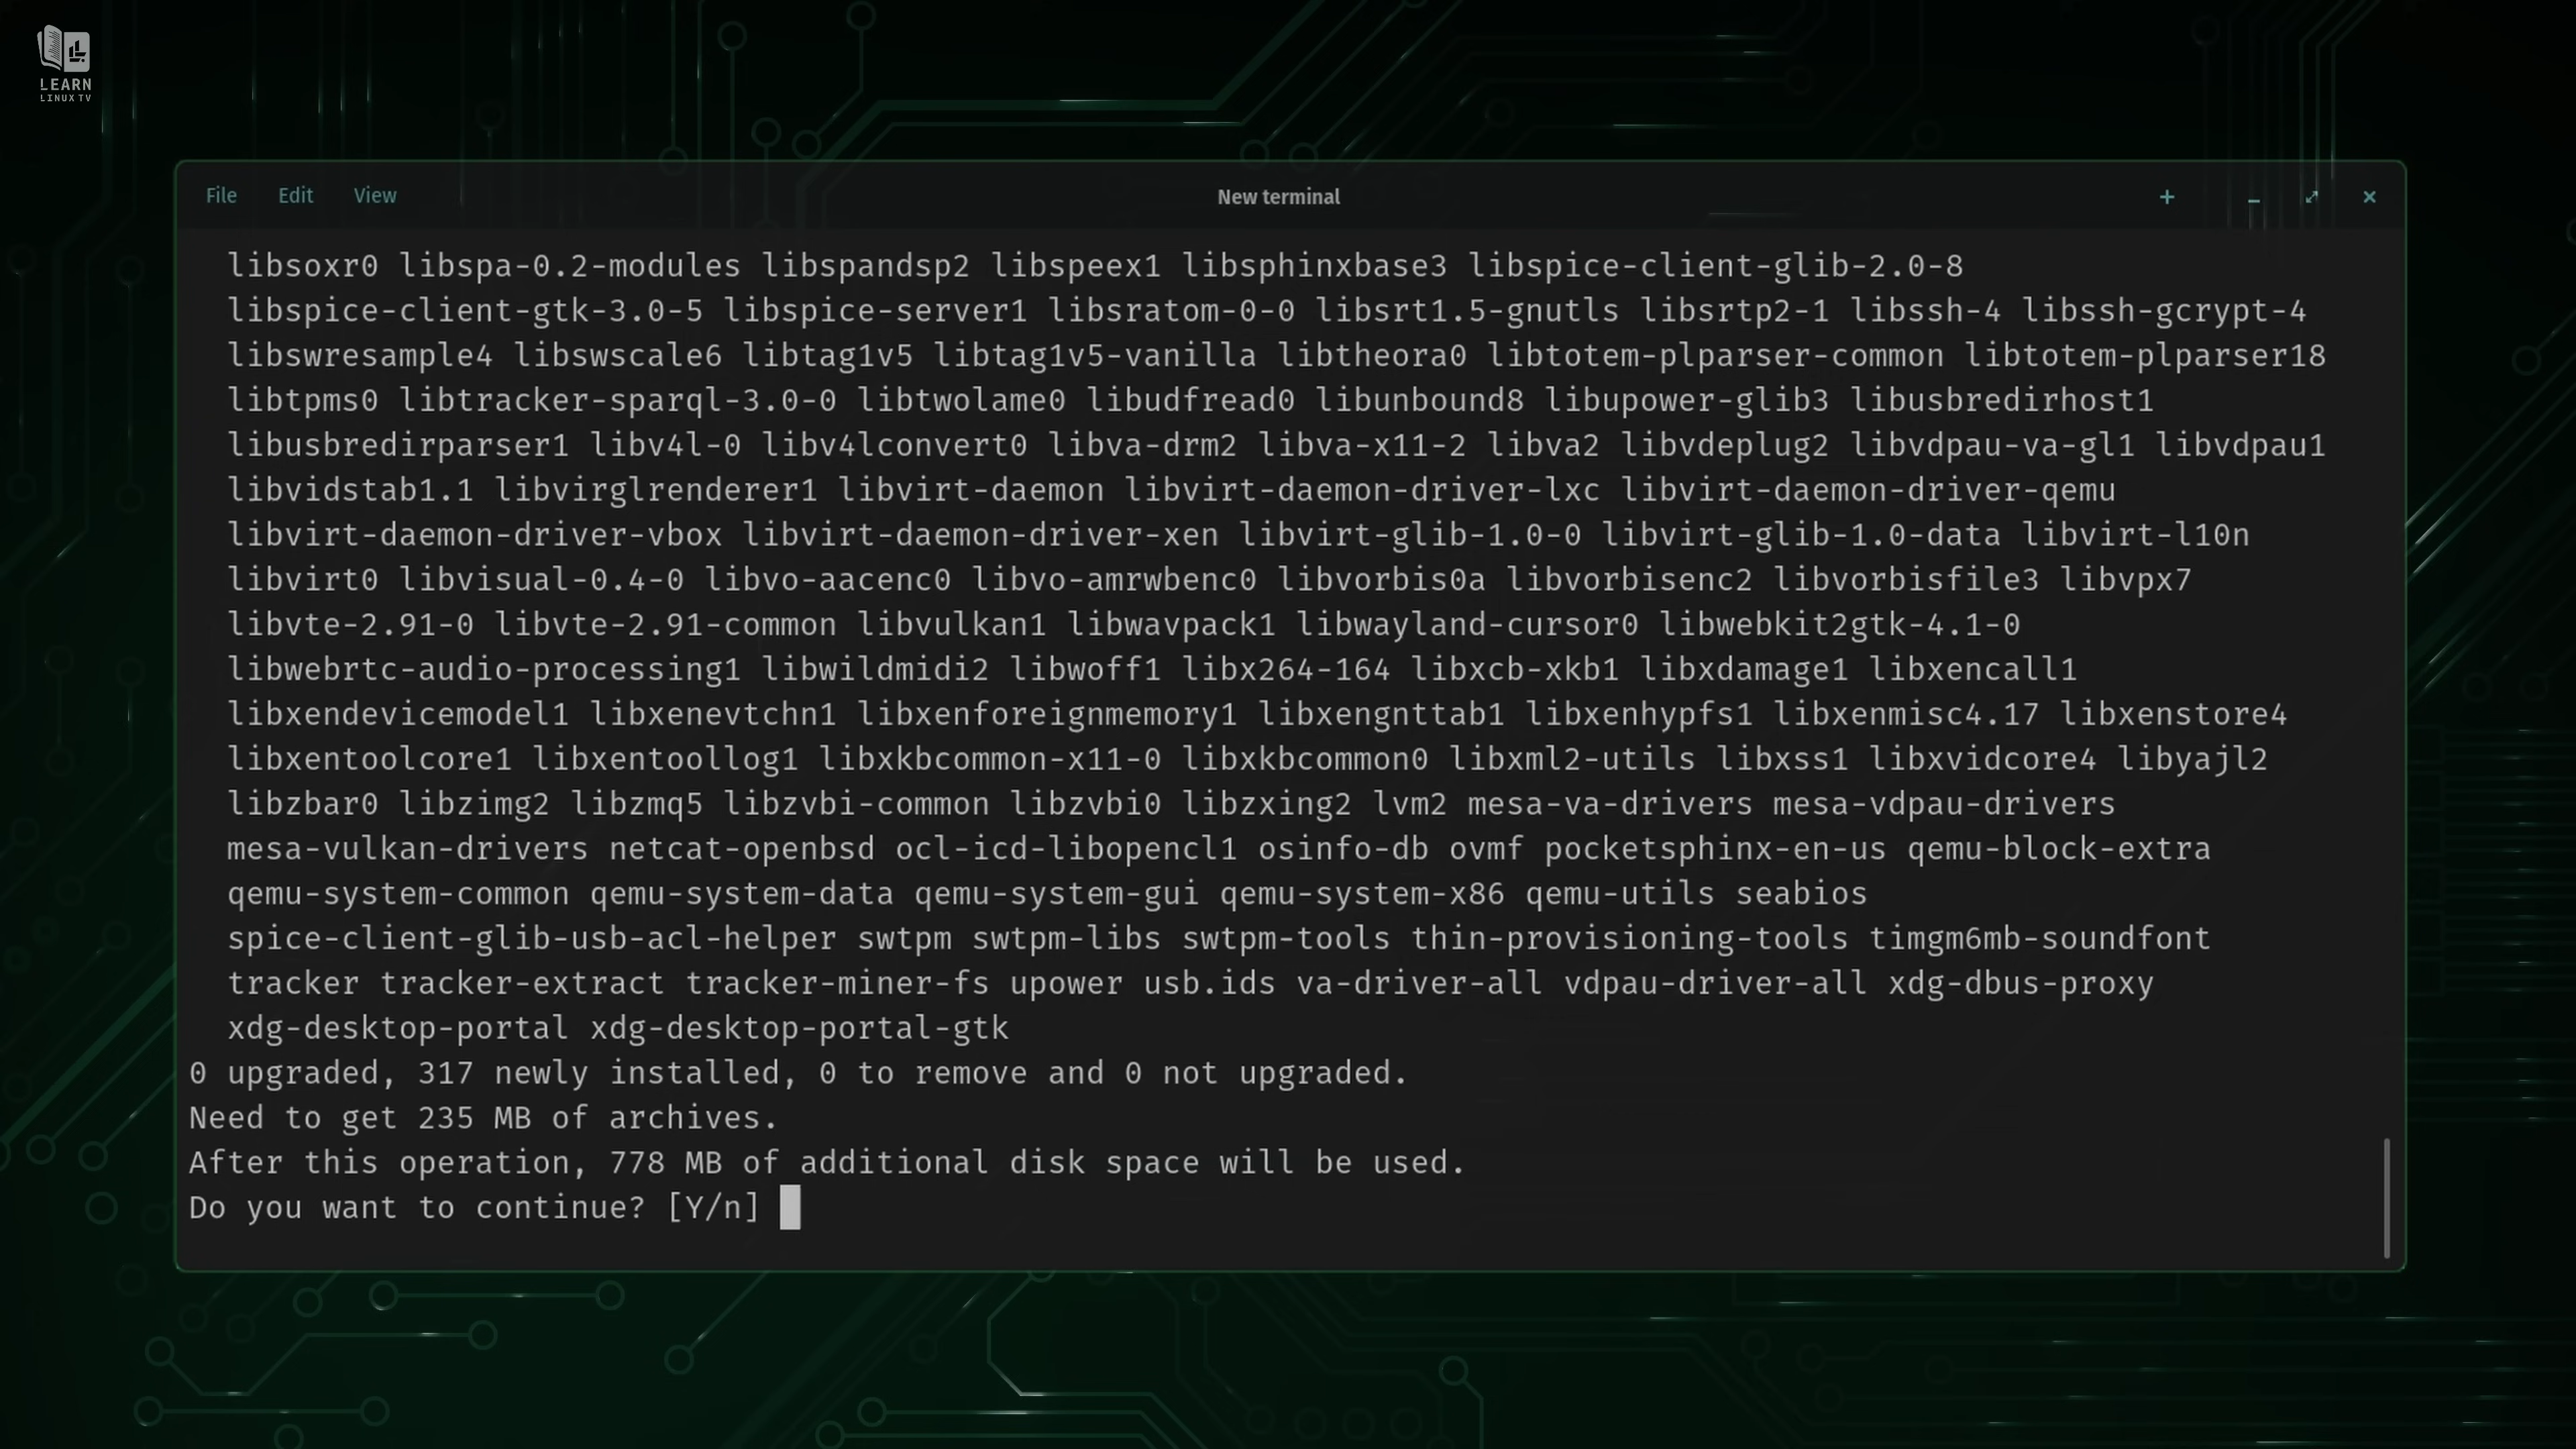 LEARN
LINUX TV
File Edit View New terminal
libsoxr0 libspa-0.2-modules libspandsp2 libspeex1 libsphinxbase3 libspice-client-glib-2.0-8
libspice-client-gtk-3.0-5 libspice-server1 libsratom-0-0 libsrt1.5-gnutls libsrtp2-1 libssh-4 libssh-gcrypt-4
libswresample4 libswscale6 libtag1v5 libtag1v5-vanilla libtheora0 libtotem-plparser-common libtotem-plparser18
libtpms0 libtracker-sparql-3.0-0 libtwolame0 libudfread0 libunbound8 libupower-glib3 libusbredirhost1
libusbredirparser1 libv4l-0 libv4lconvert0 libva-drm2 libva-x11-2 libva2 libvdeplug2 libvdpau-va-gl1 libvdpau1
libvidstab1.1 libvirglrenderer1 libvirt-daemon libvirt-daemon-driver-lxc libvirt-daemon-driver-qemu
libvirt-daemon-driver-vbox libvirt-daemon-driver-xen libvirt-glib-1.0-0 libvirt-glib-1.0-data libvirt-l10n
libvirt0 libvisual-0.4-0 libvo-aacenc0 libvo-amrwbenc0 libvorbis0a libvorbisenc2 libvorbisfile3 libvpx7
libvte-2.91-0 libvte-2.91-common libvulkan1 libwavpack1 libwayland-cursor0 libwebkit2gtk-4.1-0
libwebrtc-audio-processing1 libwildmidi2 libwoff1 libx264-164 libxcb-xkb1 libxdamage1 libxencall1
libxendevicemodel1 libxenevtchn1 libxenforeignmemory1 libxengnttab1 libxenhypfs1 libxenmisc4.17 libxenstore4
libxentoolcore1 libxentoollog1 libxkbcommon-x11-0 libxkbcommon0 libxml2-utils libxss1 libxvidcore4 libyajl2
libzbar0 libzimg2 libzmq5 libzvbi-common libzvbi0 libzxing2 lvm2 mesa-va-drivers mesa-vdpau-drivers
mesa-vulkan-drivers netcat-openbsd ocl-icd-libopencl1 osinfo-db ovmf pocketsphinx-en-us qemu-block-extra
qemu-system-common qemu-system-data qemu-system-gui qemu-system-x86 qemu-utils seabios
spice-client-glib-usb-acl-helper swtpm swtpm-libs swtpm-tools thin-provisioning-tools timgm6mb-soundfont
tracker tracker-extract tracker-miner-fs upower usb.ids va-driver-all vdpau-driver-all xdg-dbus-proxy
xdg-desktop-portal xdg-desktop-portal-gtk
0 upgraded, 317 newly installed, 0 to remove and 0 not upgraded.
Need to get 235 MB of archives.
After this operation, 778 MB of additional disk space will be used.
Do you want to continue? [Y/n]